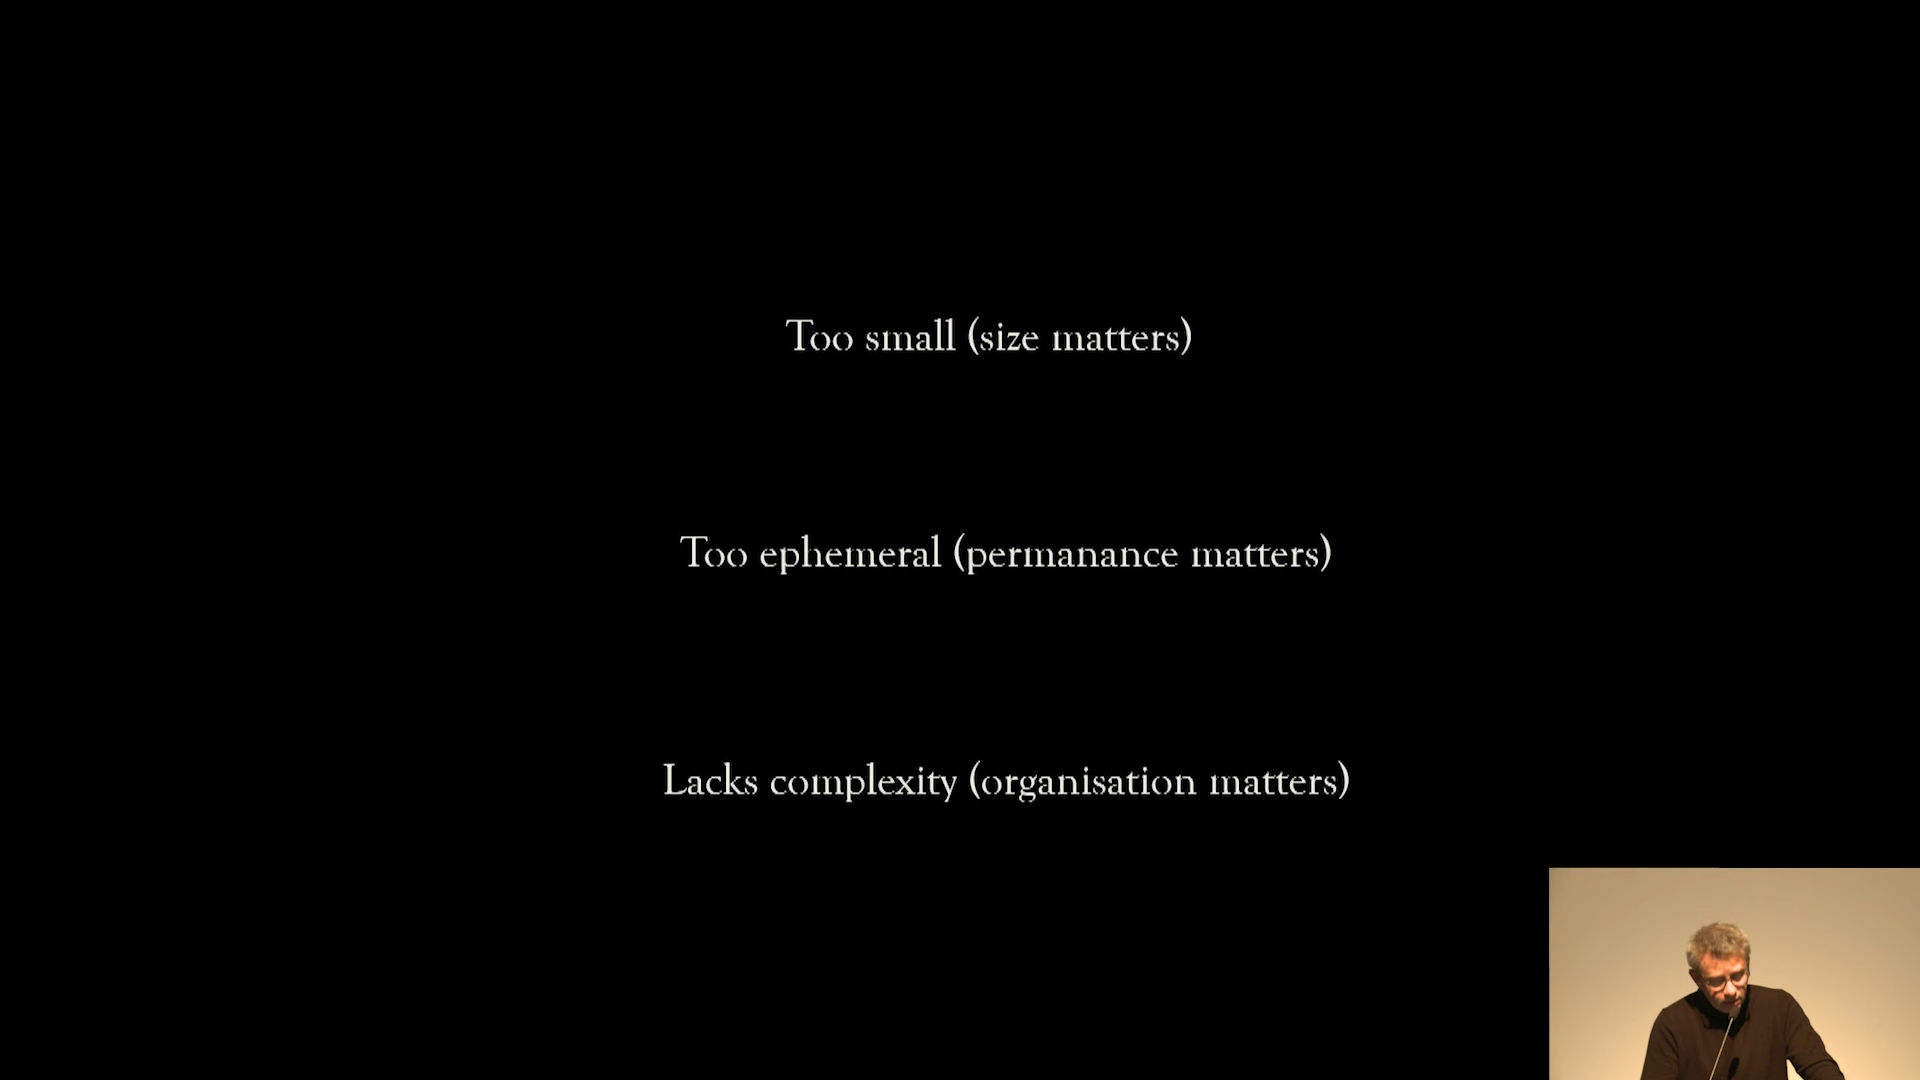 Too small (size matters)
Too ephemeral (permanance matters)
Lacks complexity (organisation matters)